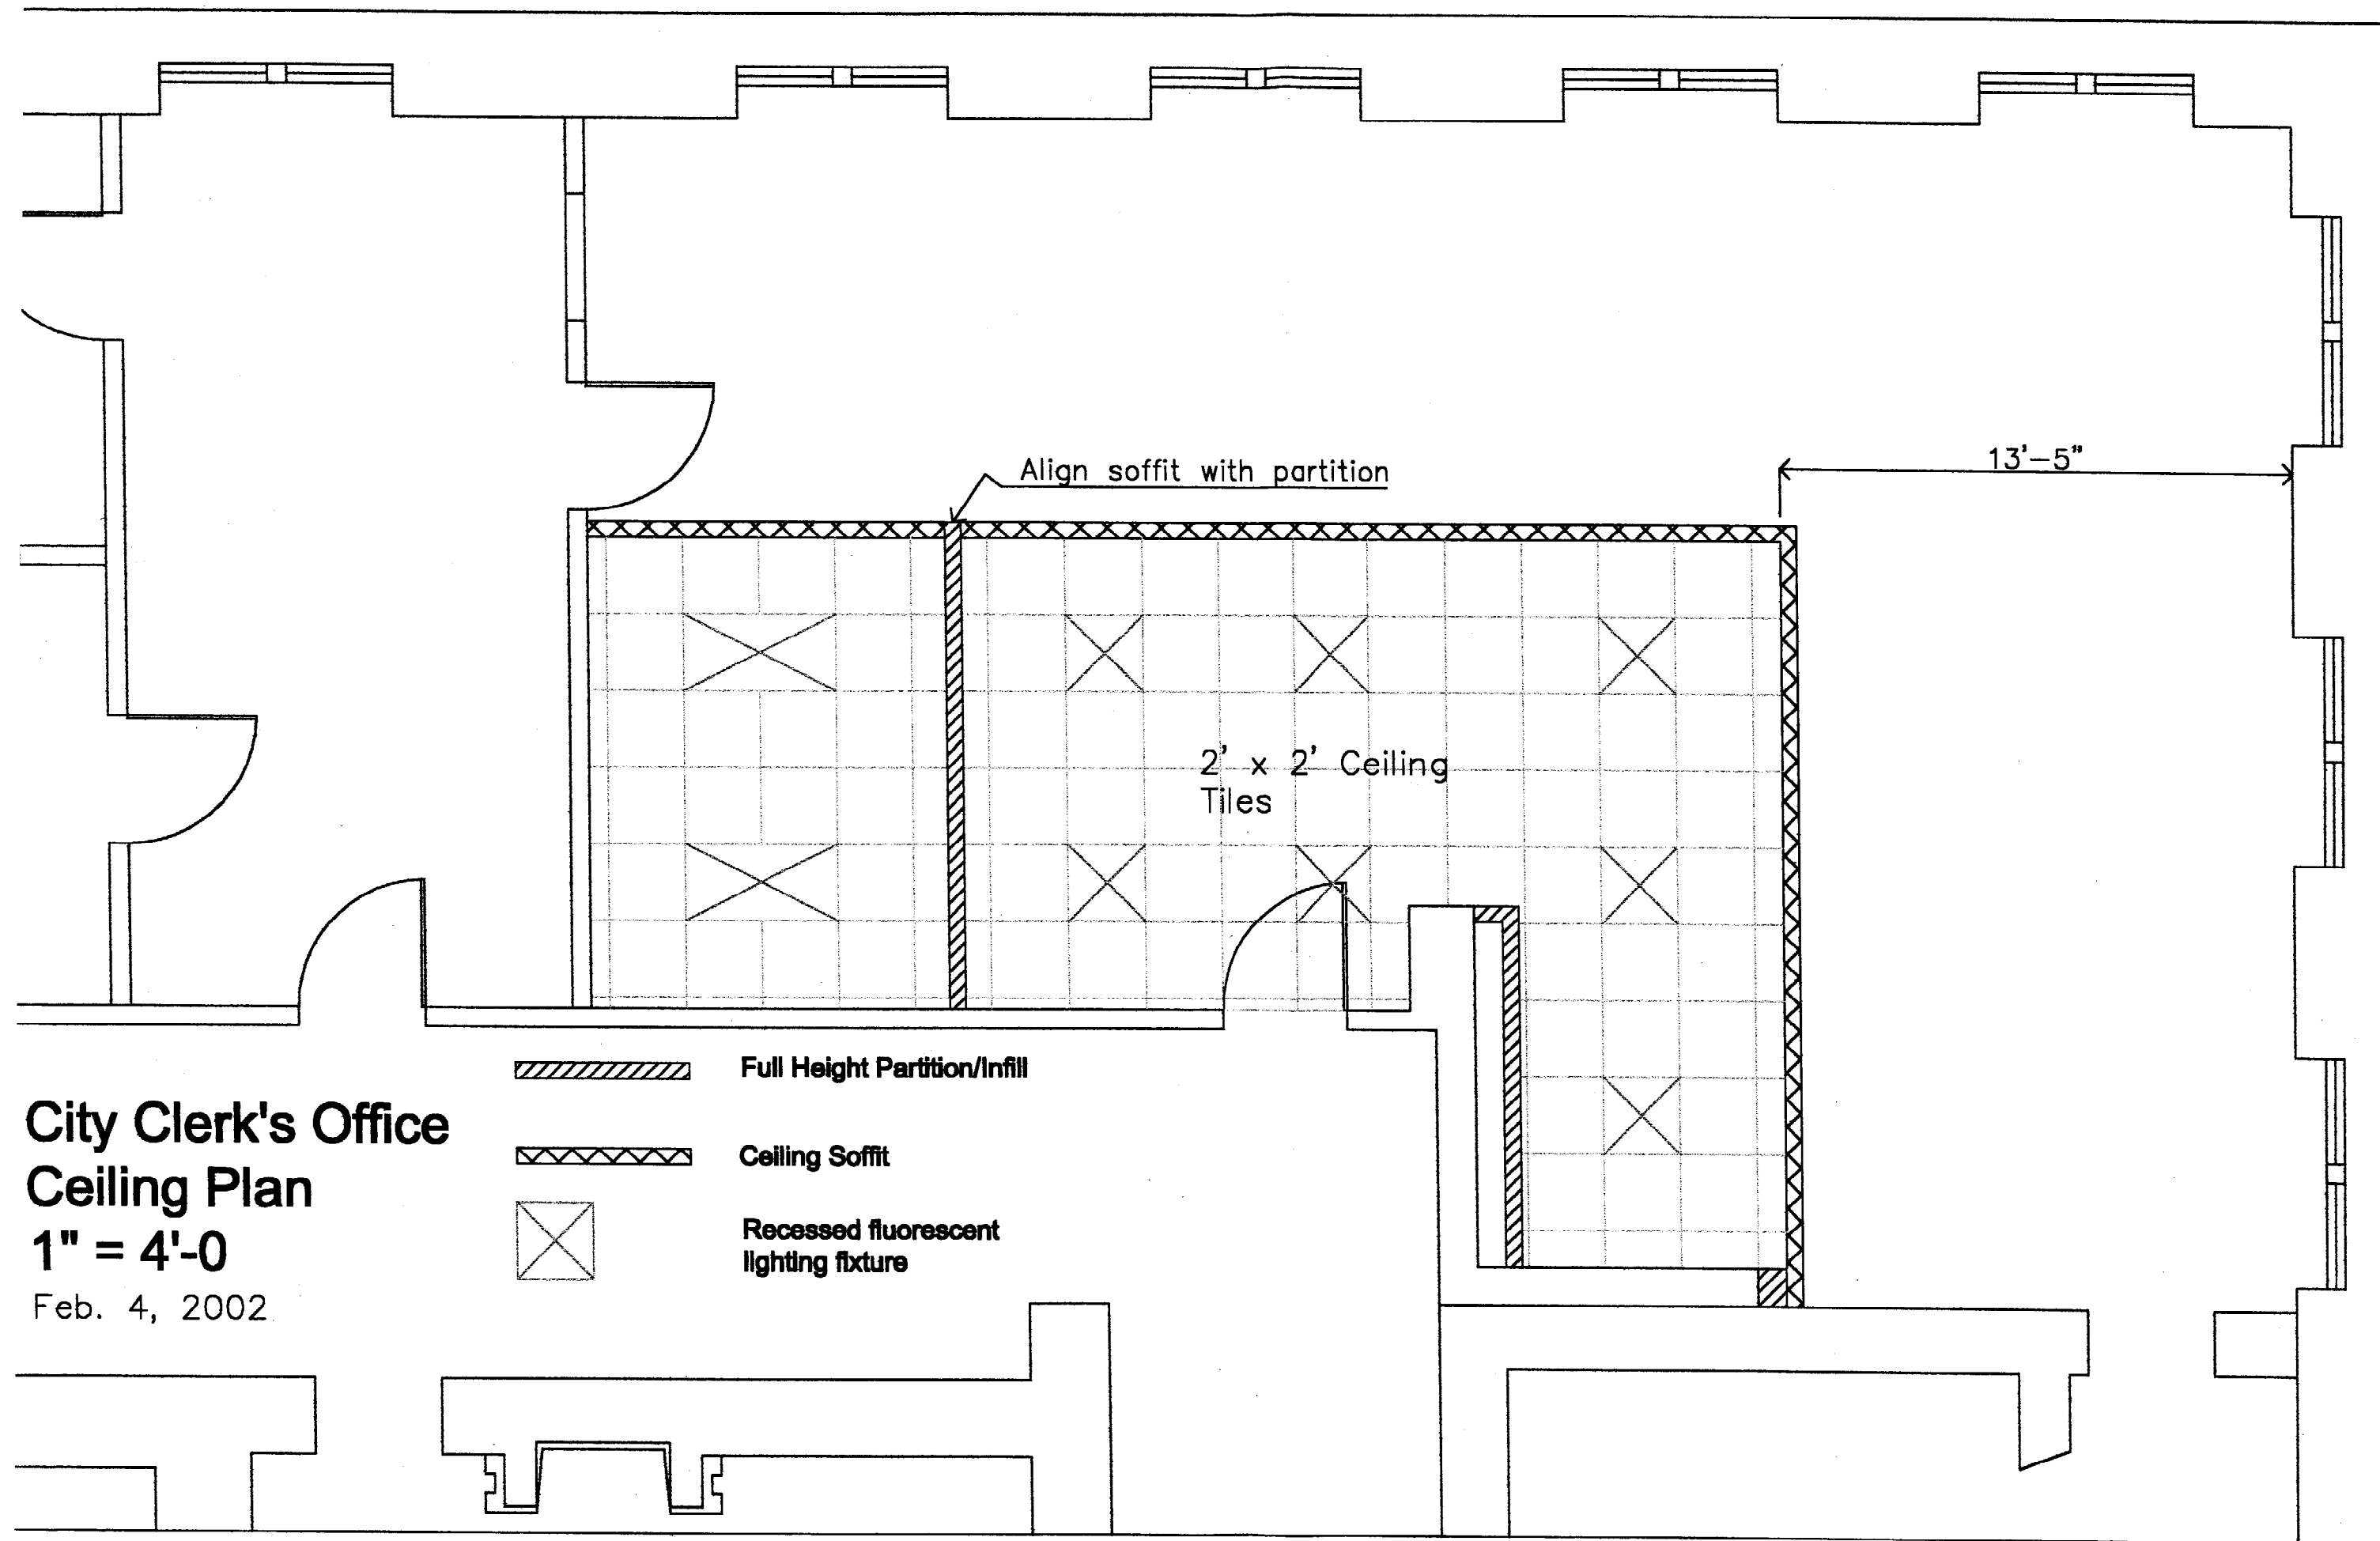 Align soffit with partition
13'-5"
2' x 2' Ceiling
Tiles
Full Height Partition/Infill
Ceiling Soffit
Recessed fluorescent
lighting fixture
City Clerk's Office
Ceiling Plan
1" = 4'-0
Feb. 4, 2002